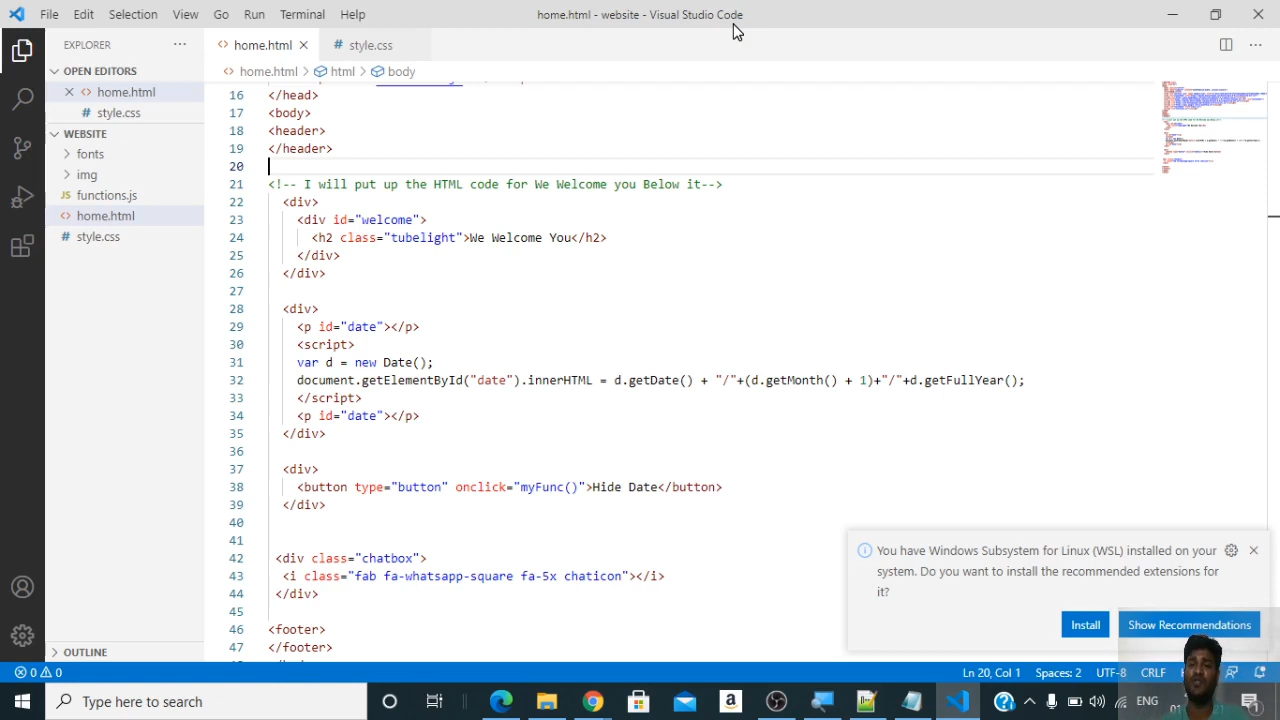 File Edit Selection View Go Run Terminal Help
home.html - website - Visual Studio Code
EXPLORER
OPEN EDITORS
home.html
style.css
WEBSITE
fonts
img
functions.js
home.html
style.css
OUTLINE
home.html style.css
home.html > html > body
16 </head>
17 <body>
18 <header>
19 </header>
20
21 <!-- I will put up the HTML code for We Welcome you Below it-->
22 <div>
23 <div id="welcome">
24 <h2 class="tubelight">We Welcome You</h2>
25 </div>
26 </div>
27
28 <div>
29 <p id="date"></p>
30 <script>
31 var d = new Date();
32 document.getElementById("date").innerHTML = d.getDate() + "/"+(d.getMonth() + 1)+"/"+d.getFullYear();
33 </script>
34 <p id="date"></p>
35 </div>
36
37 <div>
38 <button type="button" onclick="myFunc()">Hide Date</button>
39 </div>
40
41
42 <div class="chatbox">
43 <i class="fab fa-whatsapp-square fa-5x chaticon"></i>
44 </div>
45
46 <footer>
47 </footer>
You have Windows Subsystem for Linux (WSL) installed on your
system. Do you want to install the recommended extensions for
it?
Install Show Recommendations
0 0 Ln 20, Col 1 Spaces: 2 UTF-8 CRLF
Type here to search ENG